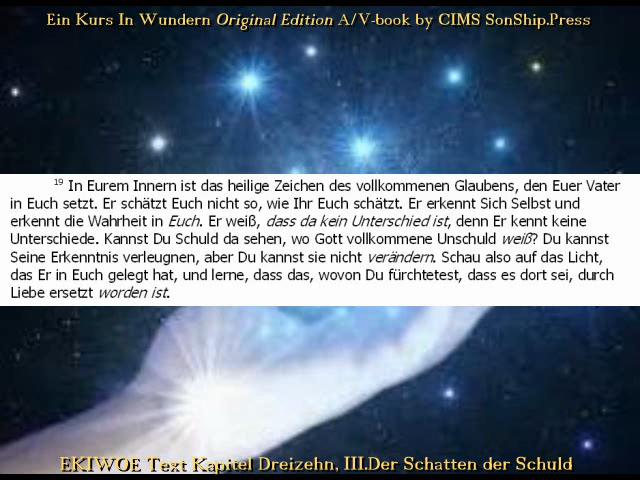 Ein Kurs In Wundern Original Edition A/V-book by CIMS SonShip.Press
19 In Eurem Innern ist das heilige Zeichen des vollkommenen Glaubens, den Euer Vater
in Euch setzt. Er schätzt Euch nicht so, wie Ihr Euch schätzt. Er erkennt Sich Selbst und
erkennt die Wahrheit in Euch. Er weiß, dass da kein Unterschied ist, denn Er kennt keine
Unterschiede. Kannst Du Schuld da sehen, wo Gott vollkommene Unschuld weiß? Du kannst
Seine Erkenntnis verleugnen, aber Du kannst sie nicht verändern. Schau also auf das Licht,
das Er in Euch gelegt hat, und lerne, dass das, wovon Du fürchtetest, dass es dort sei, durch
Liebe ersetzt worden ist.
EKIWOE Text Kapitel Dreizehn, III.Der Schatten der Schuld